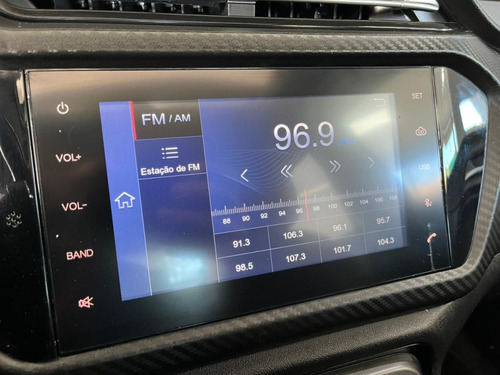 FM / AM
96.9
Estação de FM
88 90 92 94 96 98 100 102 104 106 108
91.3 106.3 96.1 95.7
98.5 107.3 101.7 104.3
VOL+
VOL-
BAND
SET
USB